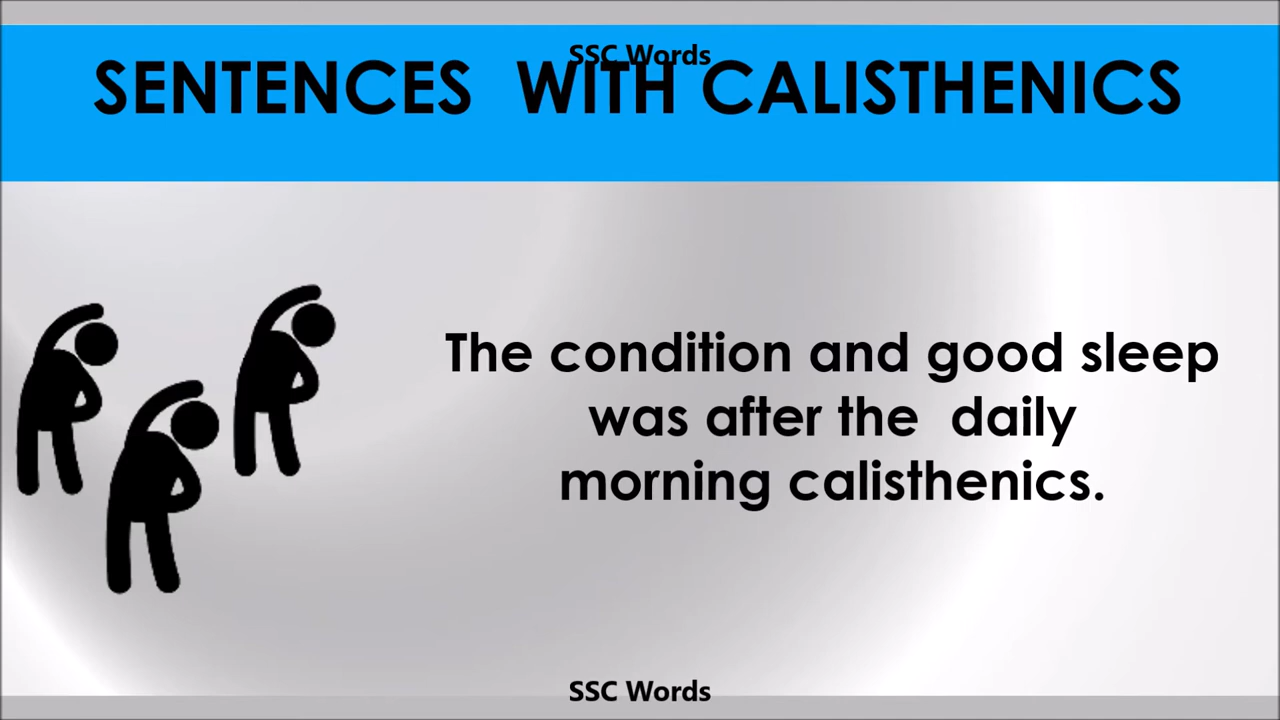 SSC Words
SENTENCES  WITH CALISTHENICS
The condition and good sleep
was after the  daily
morning calisthenics.
SSC Words